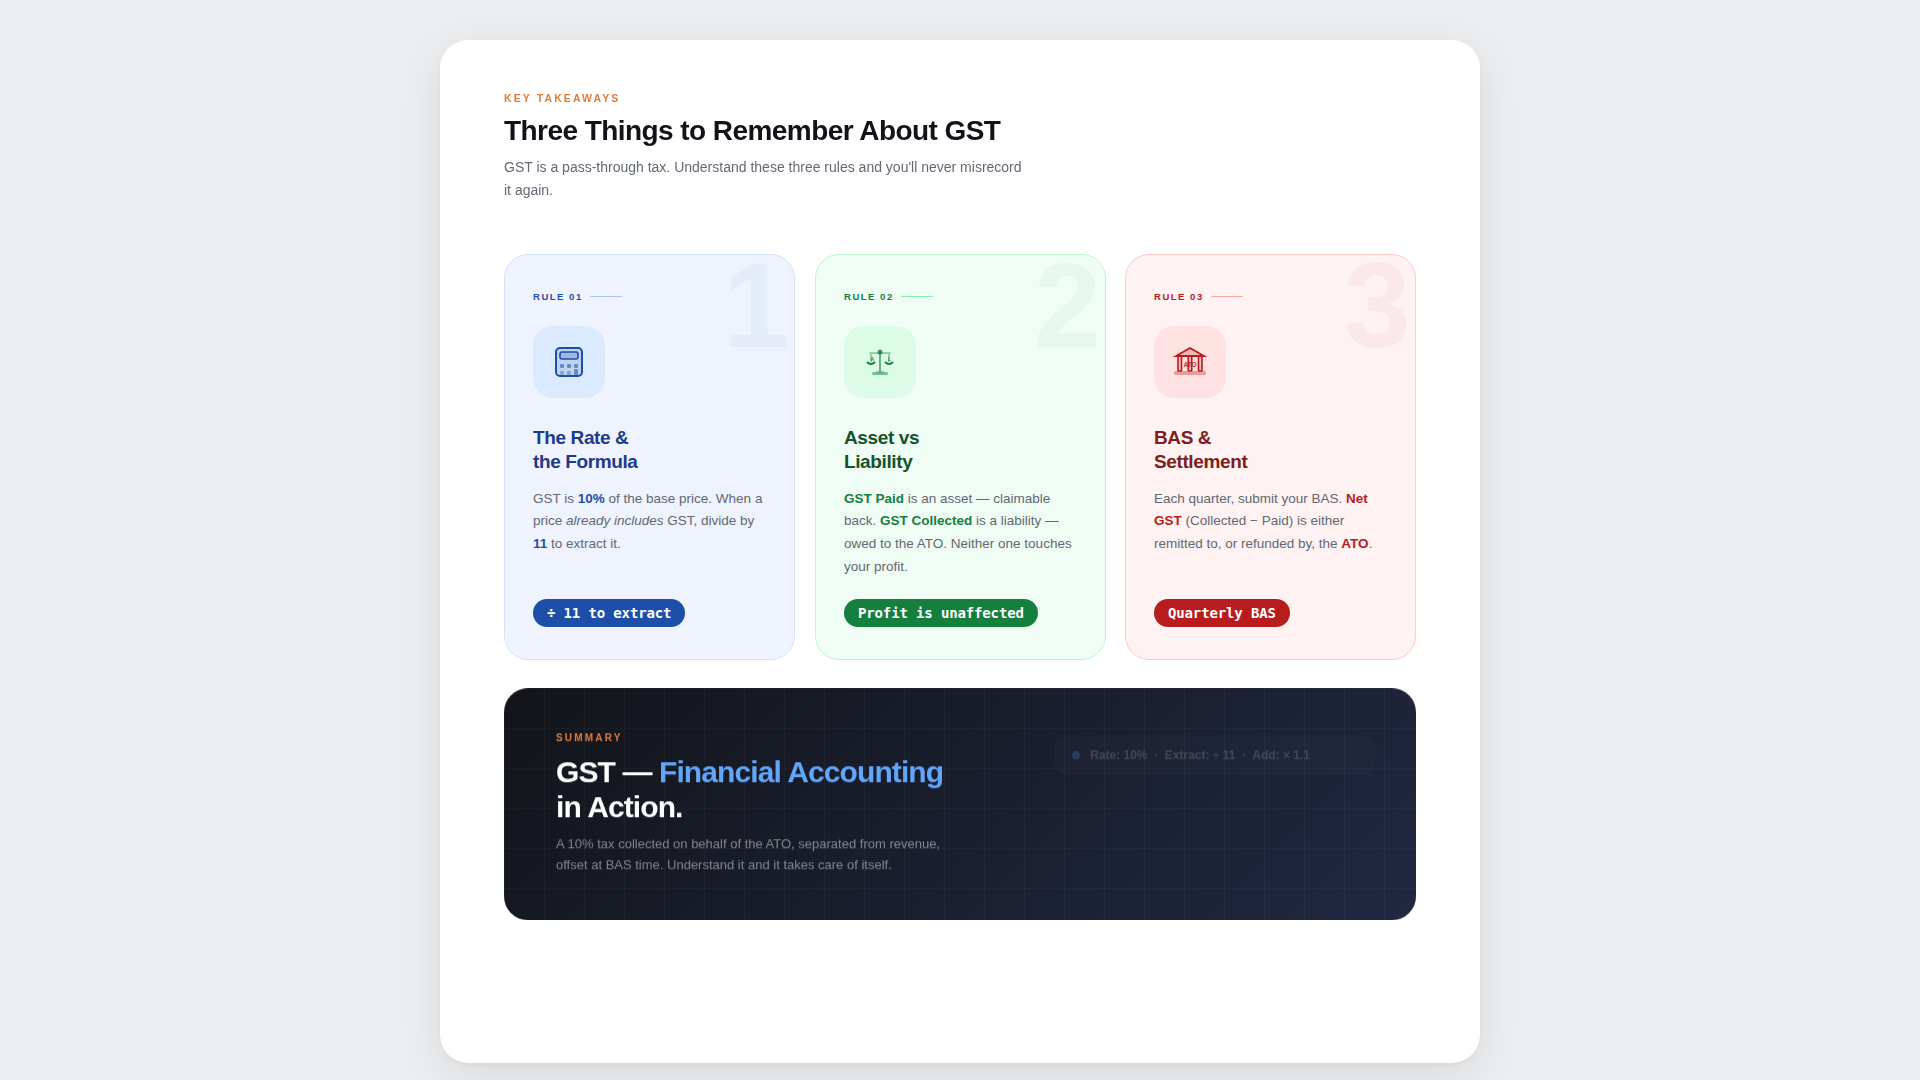 KEY TAKEAWAYS
Three Things to Remember About GST
GST is a pass-through tax. Understand these three rules and you'll never misrecord
it again.
1
RULE 01
The Rate &
the Formula
GST is 10% of the base price. When a
price already includes GST, divide by
11 to extract it.
÷ 11 to extract
2
RULE 02
Asset vs
Liability
GST Paid is an asset — claimable
back. GST Collected is a liability —
owed to the ATO. Neither one touches
your profit.
Profit is unaffected
3
RULE 03
ATO
BAS &
Settlement
Each quarter, submit your BAS. Net
GST (Collected − Paid) is either
remitted to, or refunded by, the ATO.
Quarterly BAS
SUMMARY
GST — Financial Accounting
in Action.
A 10% tax collected on behalf of the ATO, separated from revenue,
offset at BAS time. Understand it and it takes care of itself.
Rate: 10% · Extract: ÷ 11 · Add: × 1.1